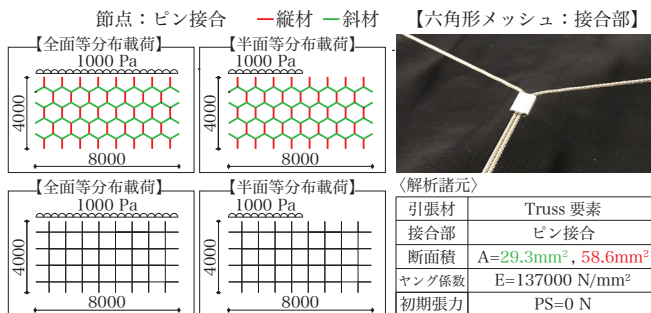 節点：ピン接合 ー縦材 ー斜材
【六角形メッシュ：接合部】
【全面等分布載荷】
1000 Pa
4000
8000
【半面等分布載荷】
1000 Pa
4000
8000
【全面等分布載荷】
1000 Pa
4000
8000
【半面等分布載荷】
1000 Pa
4000
8000
〈解析諸元〉
引張材 Truss 要素
接合部 ピン接合
断面積 A=29.3mm², 58.6mm²
ヤング係数 E=137000 N/mm²
初期張力 PS=0 N